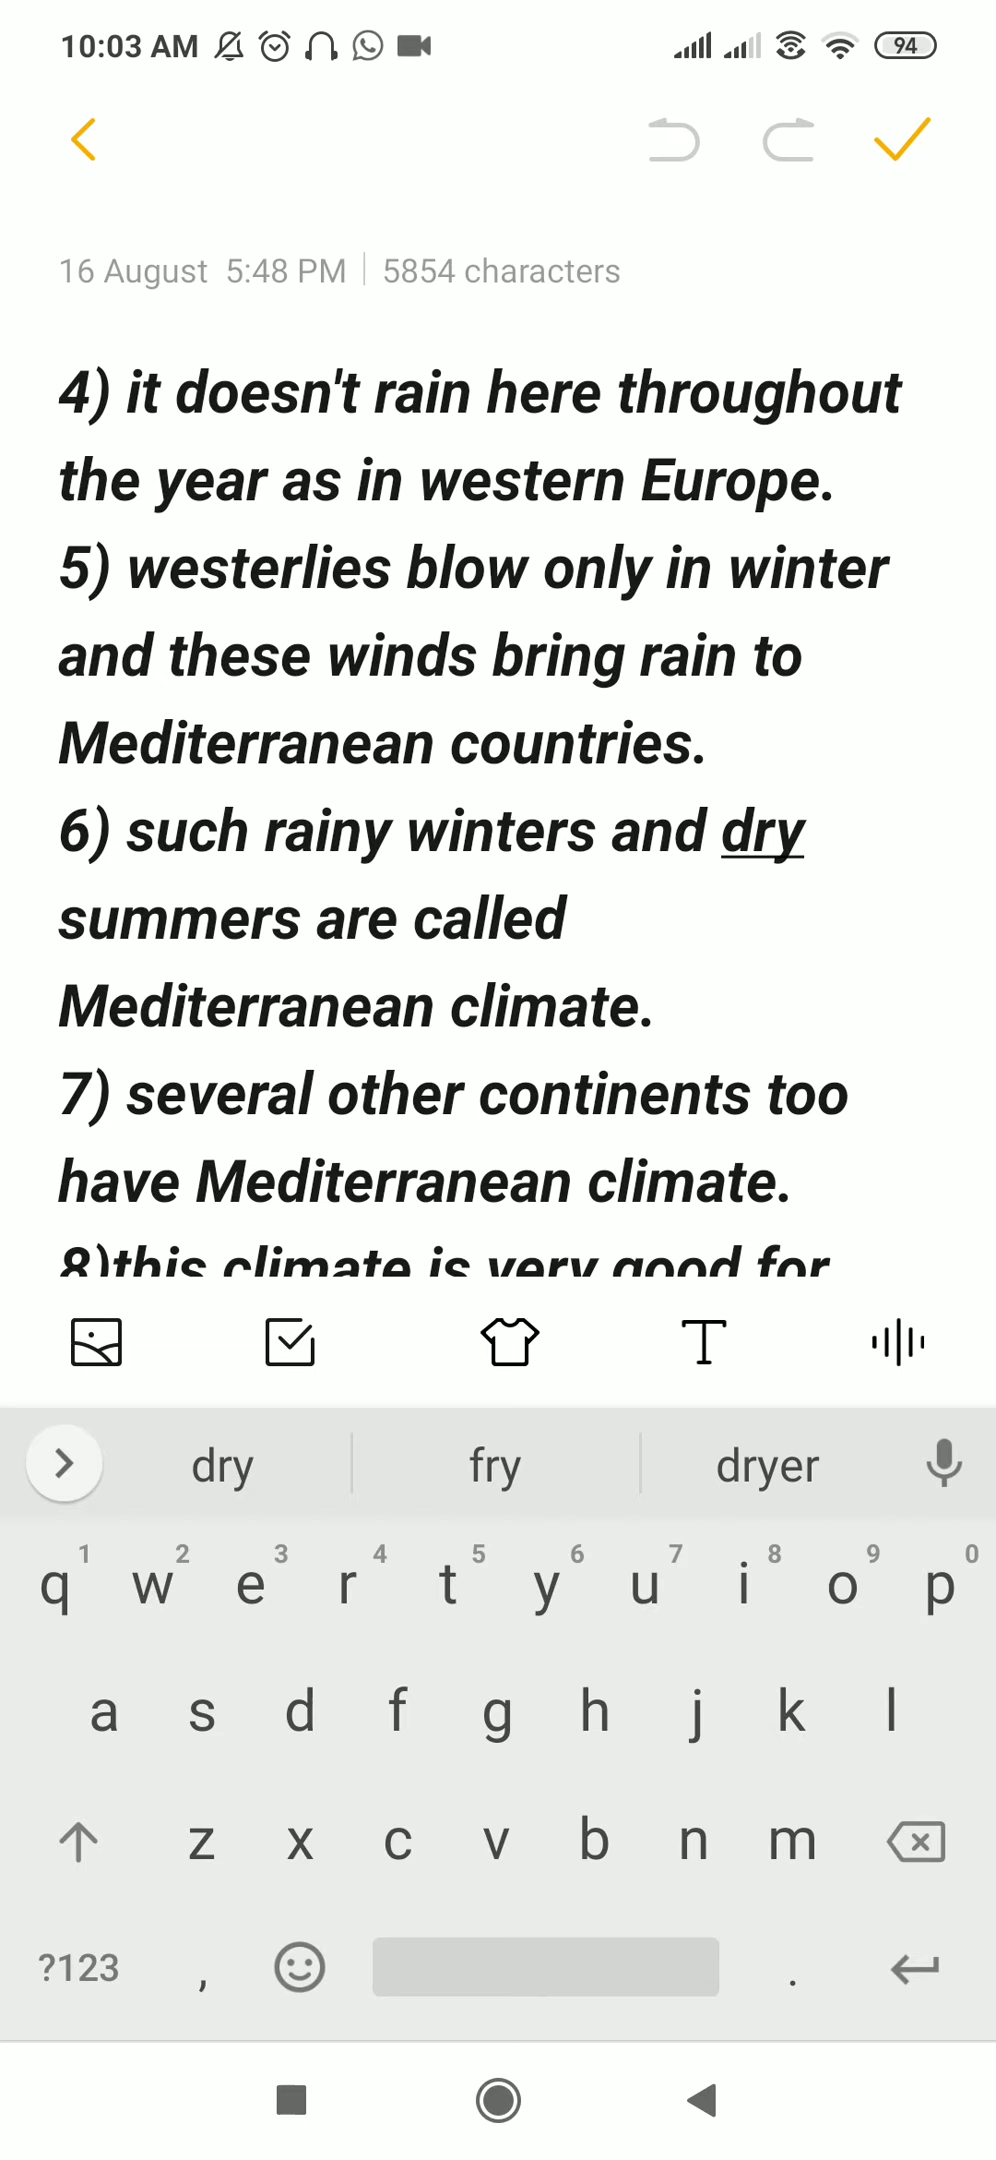 10:03 AM 94
16 August 5:48 PM | 5854 characters
4) it doesn't rain here throughout
the year as in western Europe.
5) westerlies blow only in winter
and these winds bring rain to
Mediterranean countries.
6) such rainy winters and dry
summers are called
Mediterranean climate.
7) several other continents too
have Mediterranean climate.
8)this climate is very good for
dry fry dryer
1 2 3 4 5 6 7 8 9 0
q w e r t y u i o p
a s d f g h j k l
z x c v b n m
?123 , .